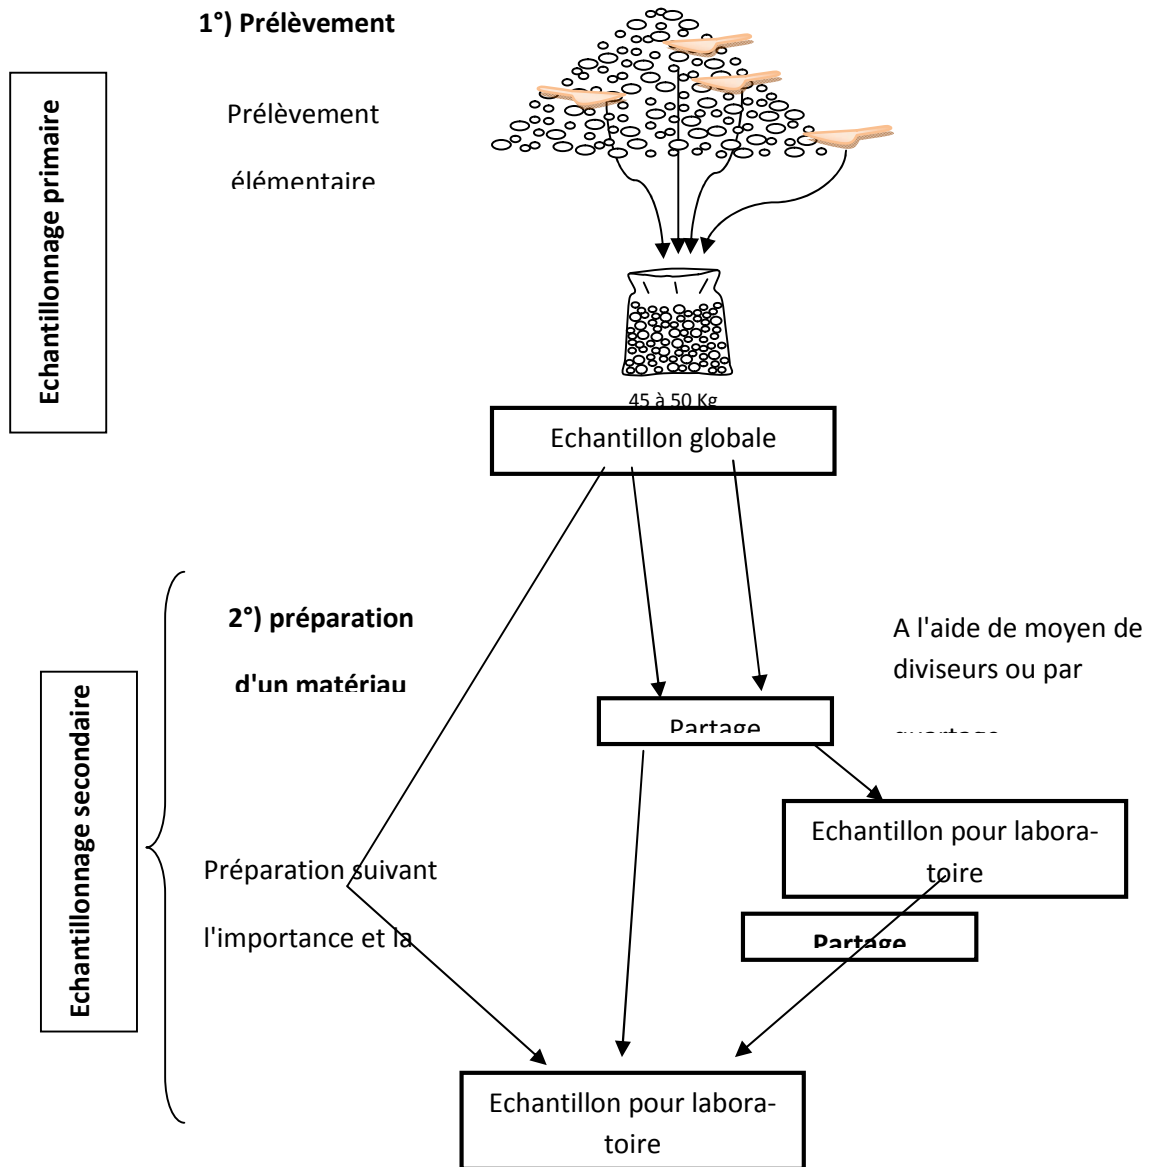 1°) Prélèvement
Echantillonnage primaire
Prélèvement
élémentaire
45 à 50 Kg
Echantillon globale
2°) préparation
d'un matériau
A l'aide de moyen de
diviseurs ou par
Partage
Echantillonnage secondaire
Echantillon pour labora-
toire
Préparation suivant
l'importance et la
Partage
Echantillon pour labora-
toire